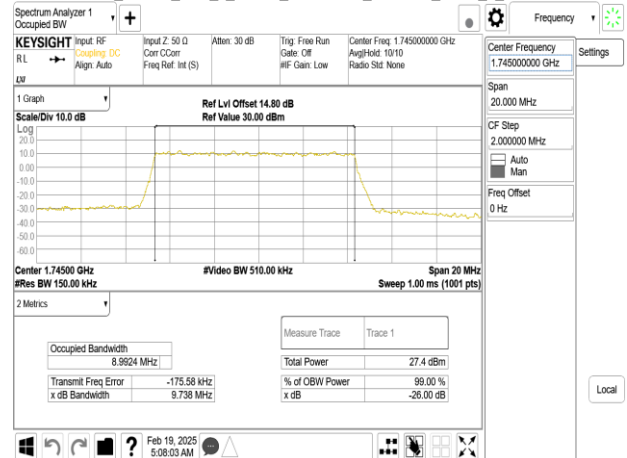 Spectrum Analyzer 1
Occupied BW
Frequency
KEYSIGHT
RL
LXI
Input: RF
Coupling: DC
Align: Auto
Input Z: 50 Ω
Corr CCorr
Freq Ref: Int (S)
Atten: 30 dB
Trig: Free Run
Gate: Off
#IF Gain: Low
Center Freq: 1.745000000 GHz
Avg|Hold: 10/10
Radio Std: None
Center Frequency
1.745000000 GHz
Settings
Span
20.000 MHz
CF Step
2.000000 MHz
Auto
Man
Freq Offset
0 Hz
1 Graph
Scale/Div 10.0 dB
Ref Lvl Offset 14.80 dB
Ref Value 30.00 dBm
Log
20.0
10.0
0.00
-10.0
-20.0
-30.0
-40.0
-50.0
-60.0
Center 1.74500 GHz
#Res BW 150.00 kHz
#Video BW 510.00 kHz
Span 20 MHz
Sweep 1.00 ms (1001 pts)
2 Metrics
Measure Trace Trace 1
Occupied Bandwidth
8.9924 MHz
Total Power 27.4 dBm
Transmit Freq Error -175.58 kHz
% of OBW Power 99.00 %
x dB Bandwidth 9.738 MHz
x dB -26.00 dB
Local
?
Feb 19, 2025
5:08:03 AM